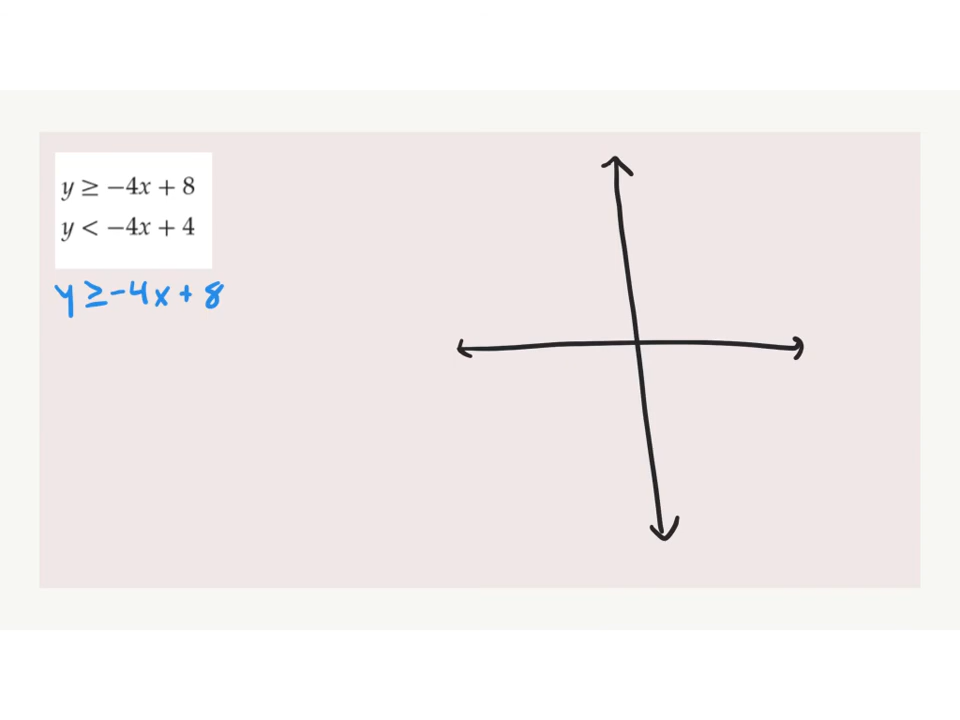 y ≥ −4x + 8
y < −4x + 4
y ≥ -4x + 8